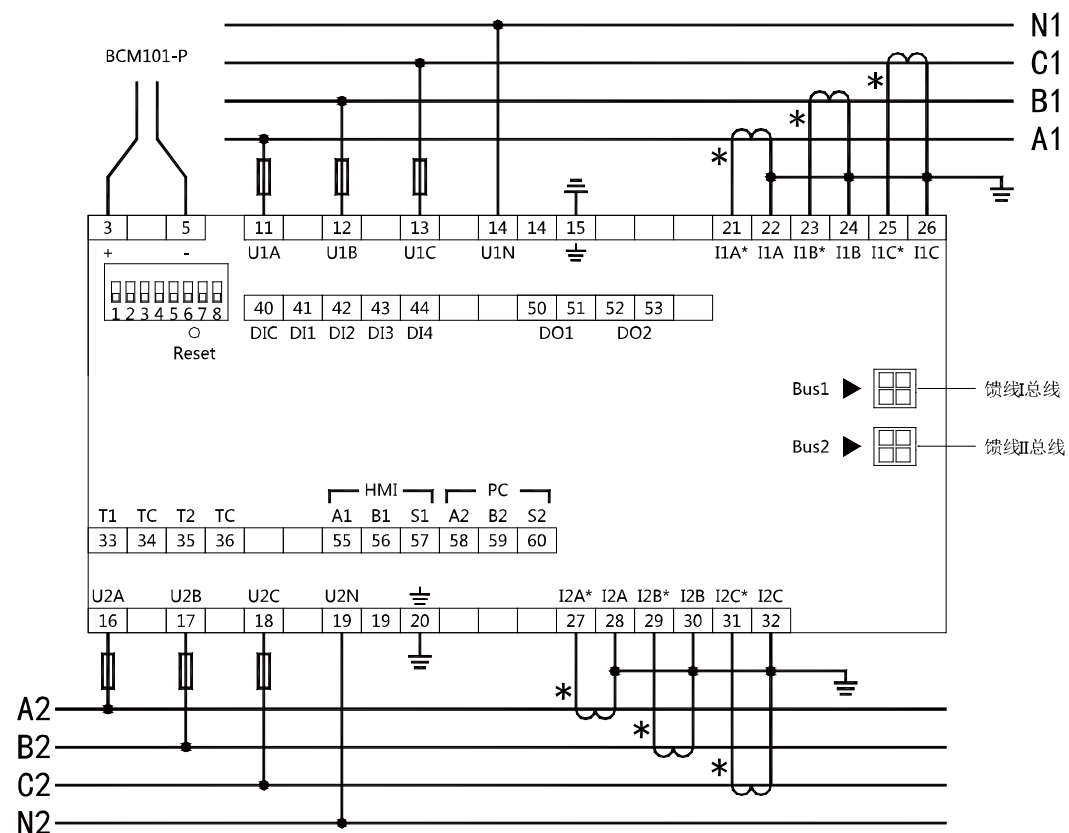 N1
BCM101-P
C1
*
B1
*
A1
*
3 5 11 12 13 14 14 15 21 22 23 24 25 26
+ - U1A U1B U1C U1N I1A* I1A I1B* I1B I1C* I1C
1 2 3 4 5 6 7 8
40 41 42 43 44 50 51 52 53
DIC DI1 DI2 DI3 DI4 DO1 DO2
Reset
Bus1 馈线I总线
Bus2 馈线II总线
HMI PC
T1 TC T2 TC A1 B1 S1 A2 B2 S2
33 34 35 36 55 56 57 58 59 60
U2A U2B U2C U2N I2A* I2A I2B* I2B I2C* I2C
16 17 18 19 19 20 27 28 29 30 31 32
*
A2
*
B2
*
C2
N2